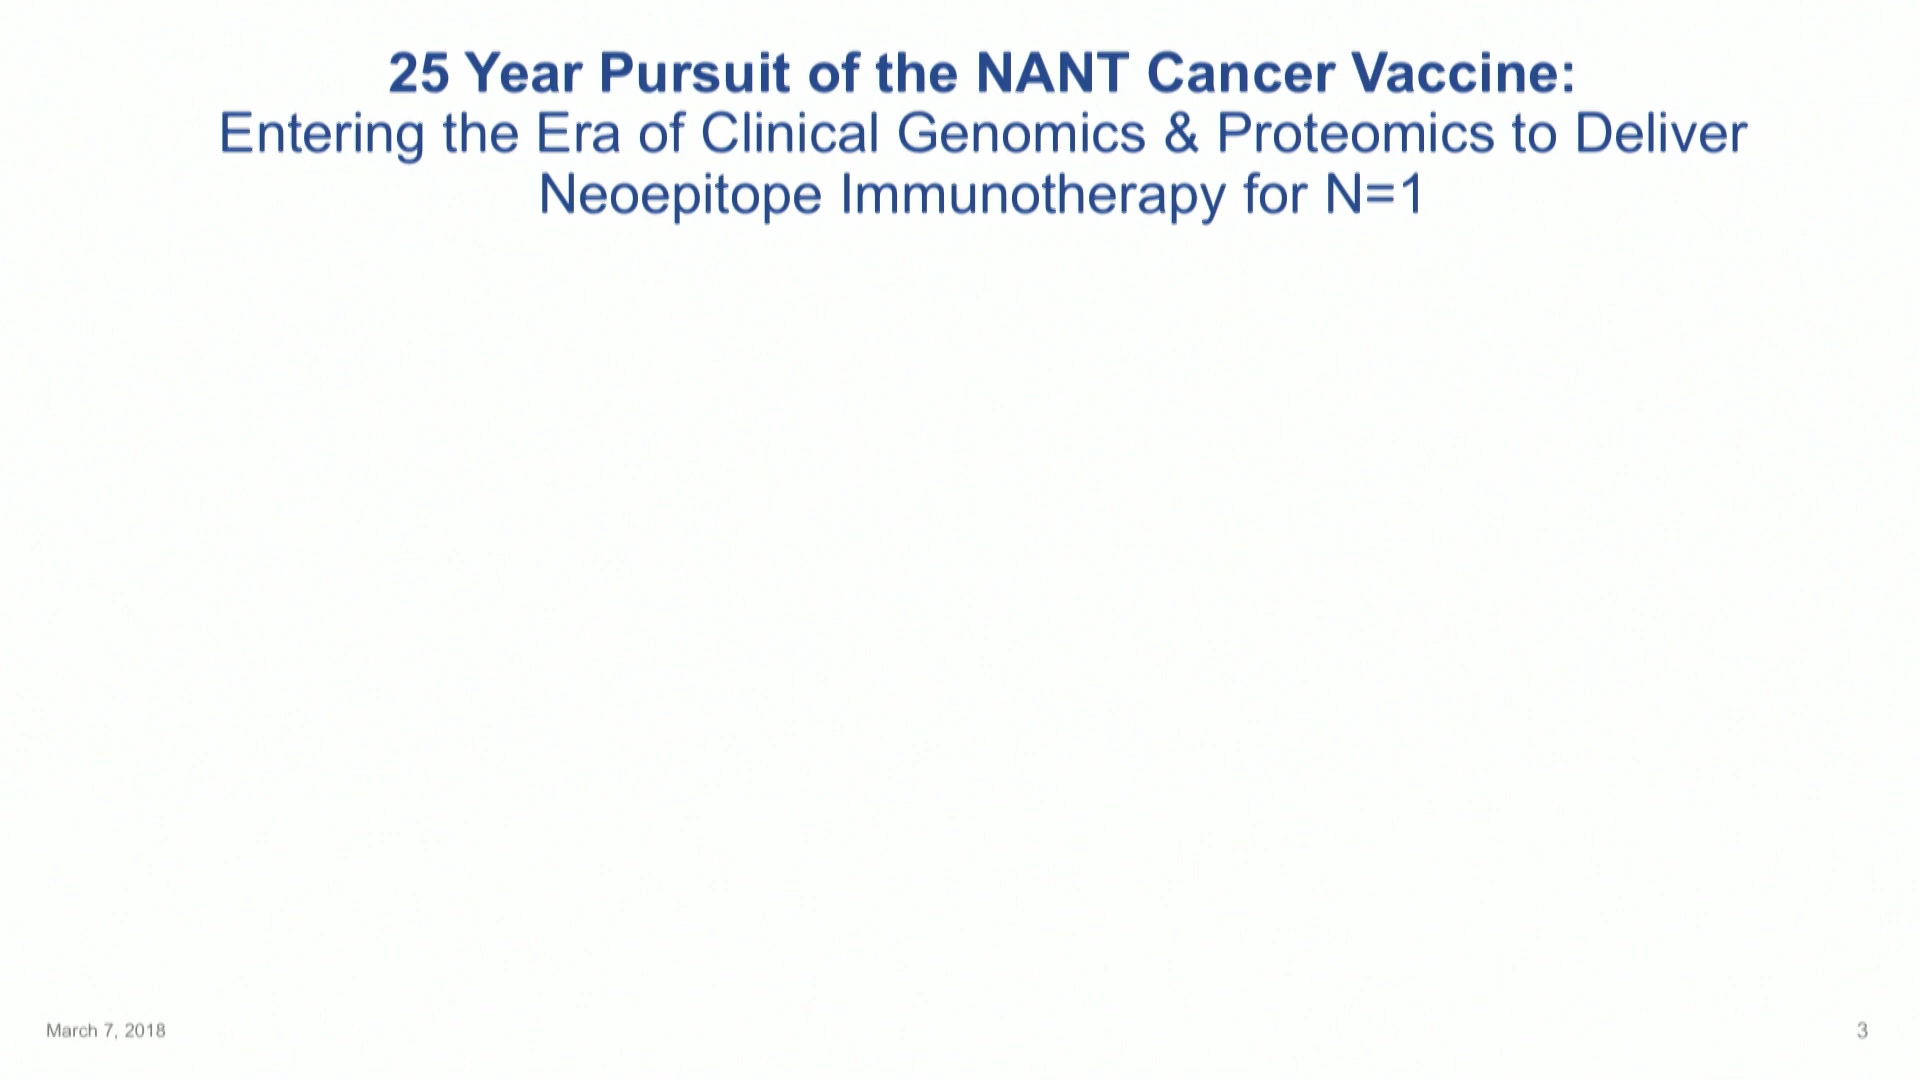 25 Year Pursuit of the NANT Cancer Vaccine:
Entering the Era of Clinical Genomics & Proteomics to Deliver
Neoepitope Immunotherapy for N=1
March 7, 2018
3